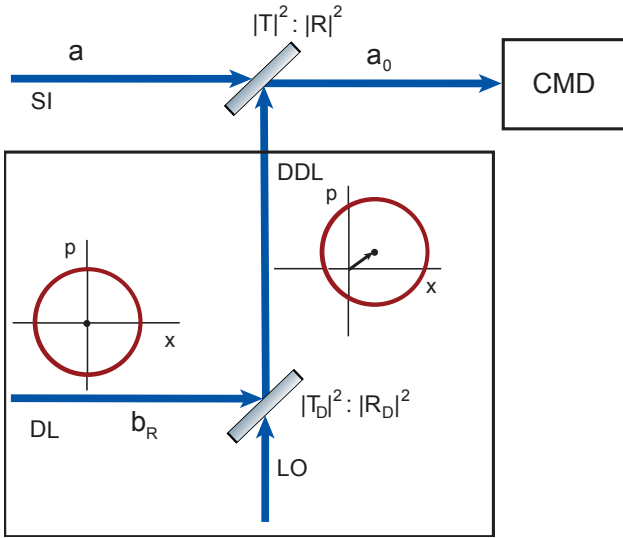 |T|²:|R|²
a
a₀
CMD
SI
DDL
p
x
p
x
|T_D|²:|R_D|²
DL
b_R
LO